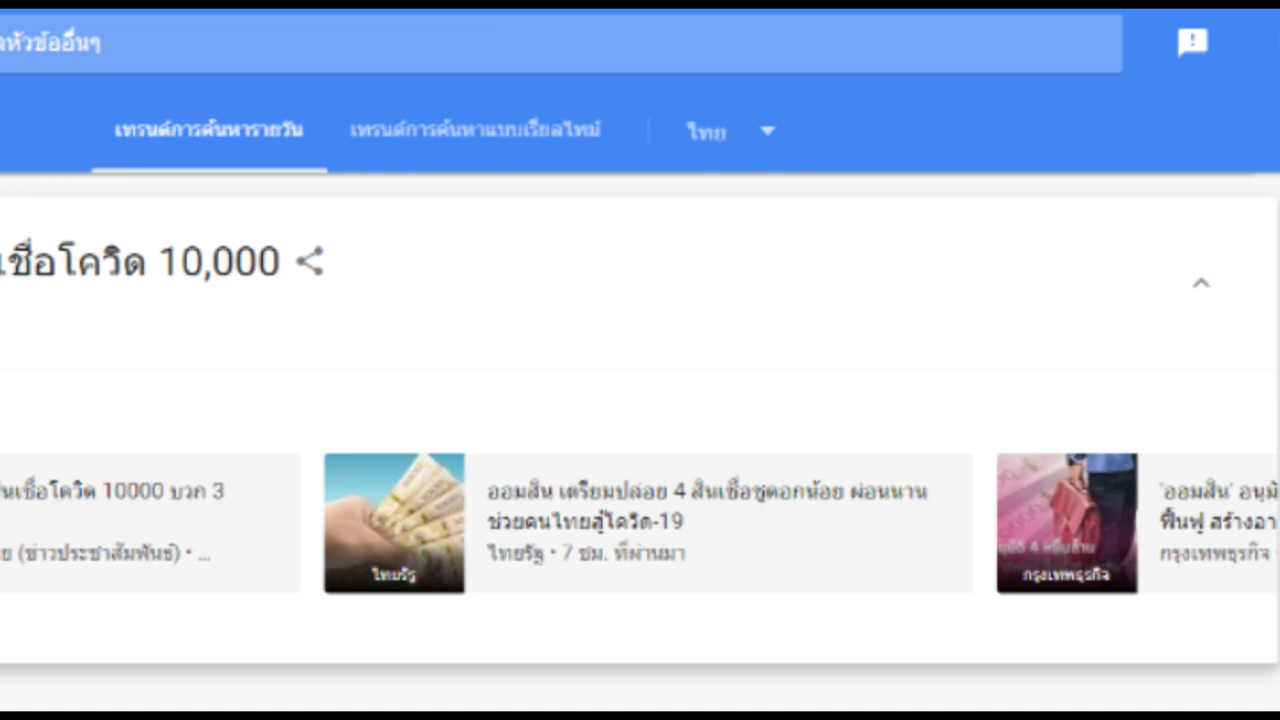 หัวข้ออื่นๆ
เทรนด์การค้นหารายวัน เทรนด์การค้นหาแบบเรียลไทม์ ไทย
เชื่อโควิด 10,000
นเชื่อโควิด 10000 บวก 3
ย (ข่าวประชาสัมพันธ์) • ...
ไทยรัฐ
ออมสิน เตรียมปล่อย 4 สินเชื่อชุดอกน้อย ผ่อนนาน
ช่วยคนไทยสู้โควิด-19
ไทยรัฐ • 7 ชม. ที่ผ่านมา
กรุงเทพธุรกิจ
'ออมสิน' อนุมั
ฟื้นฟู สร้างอา
กรุงเทพธุรกิจ